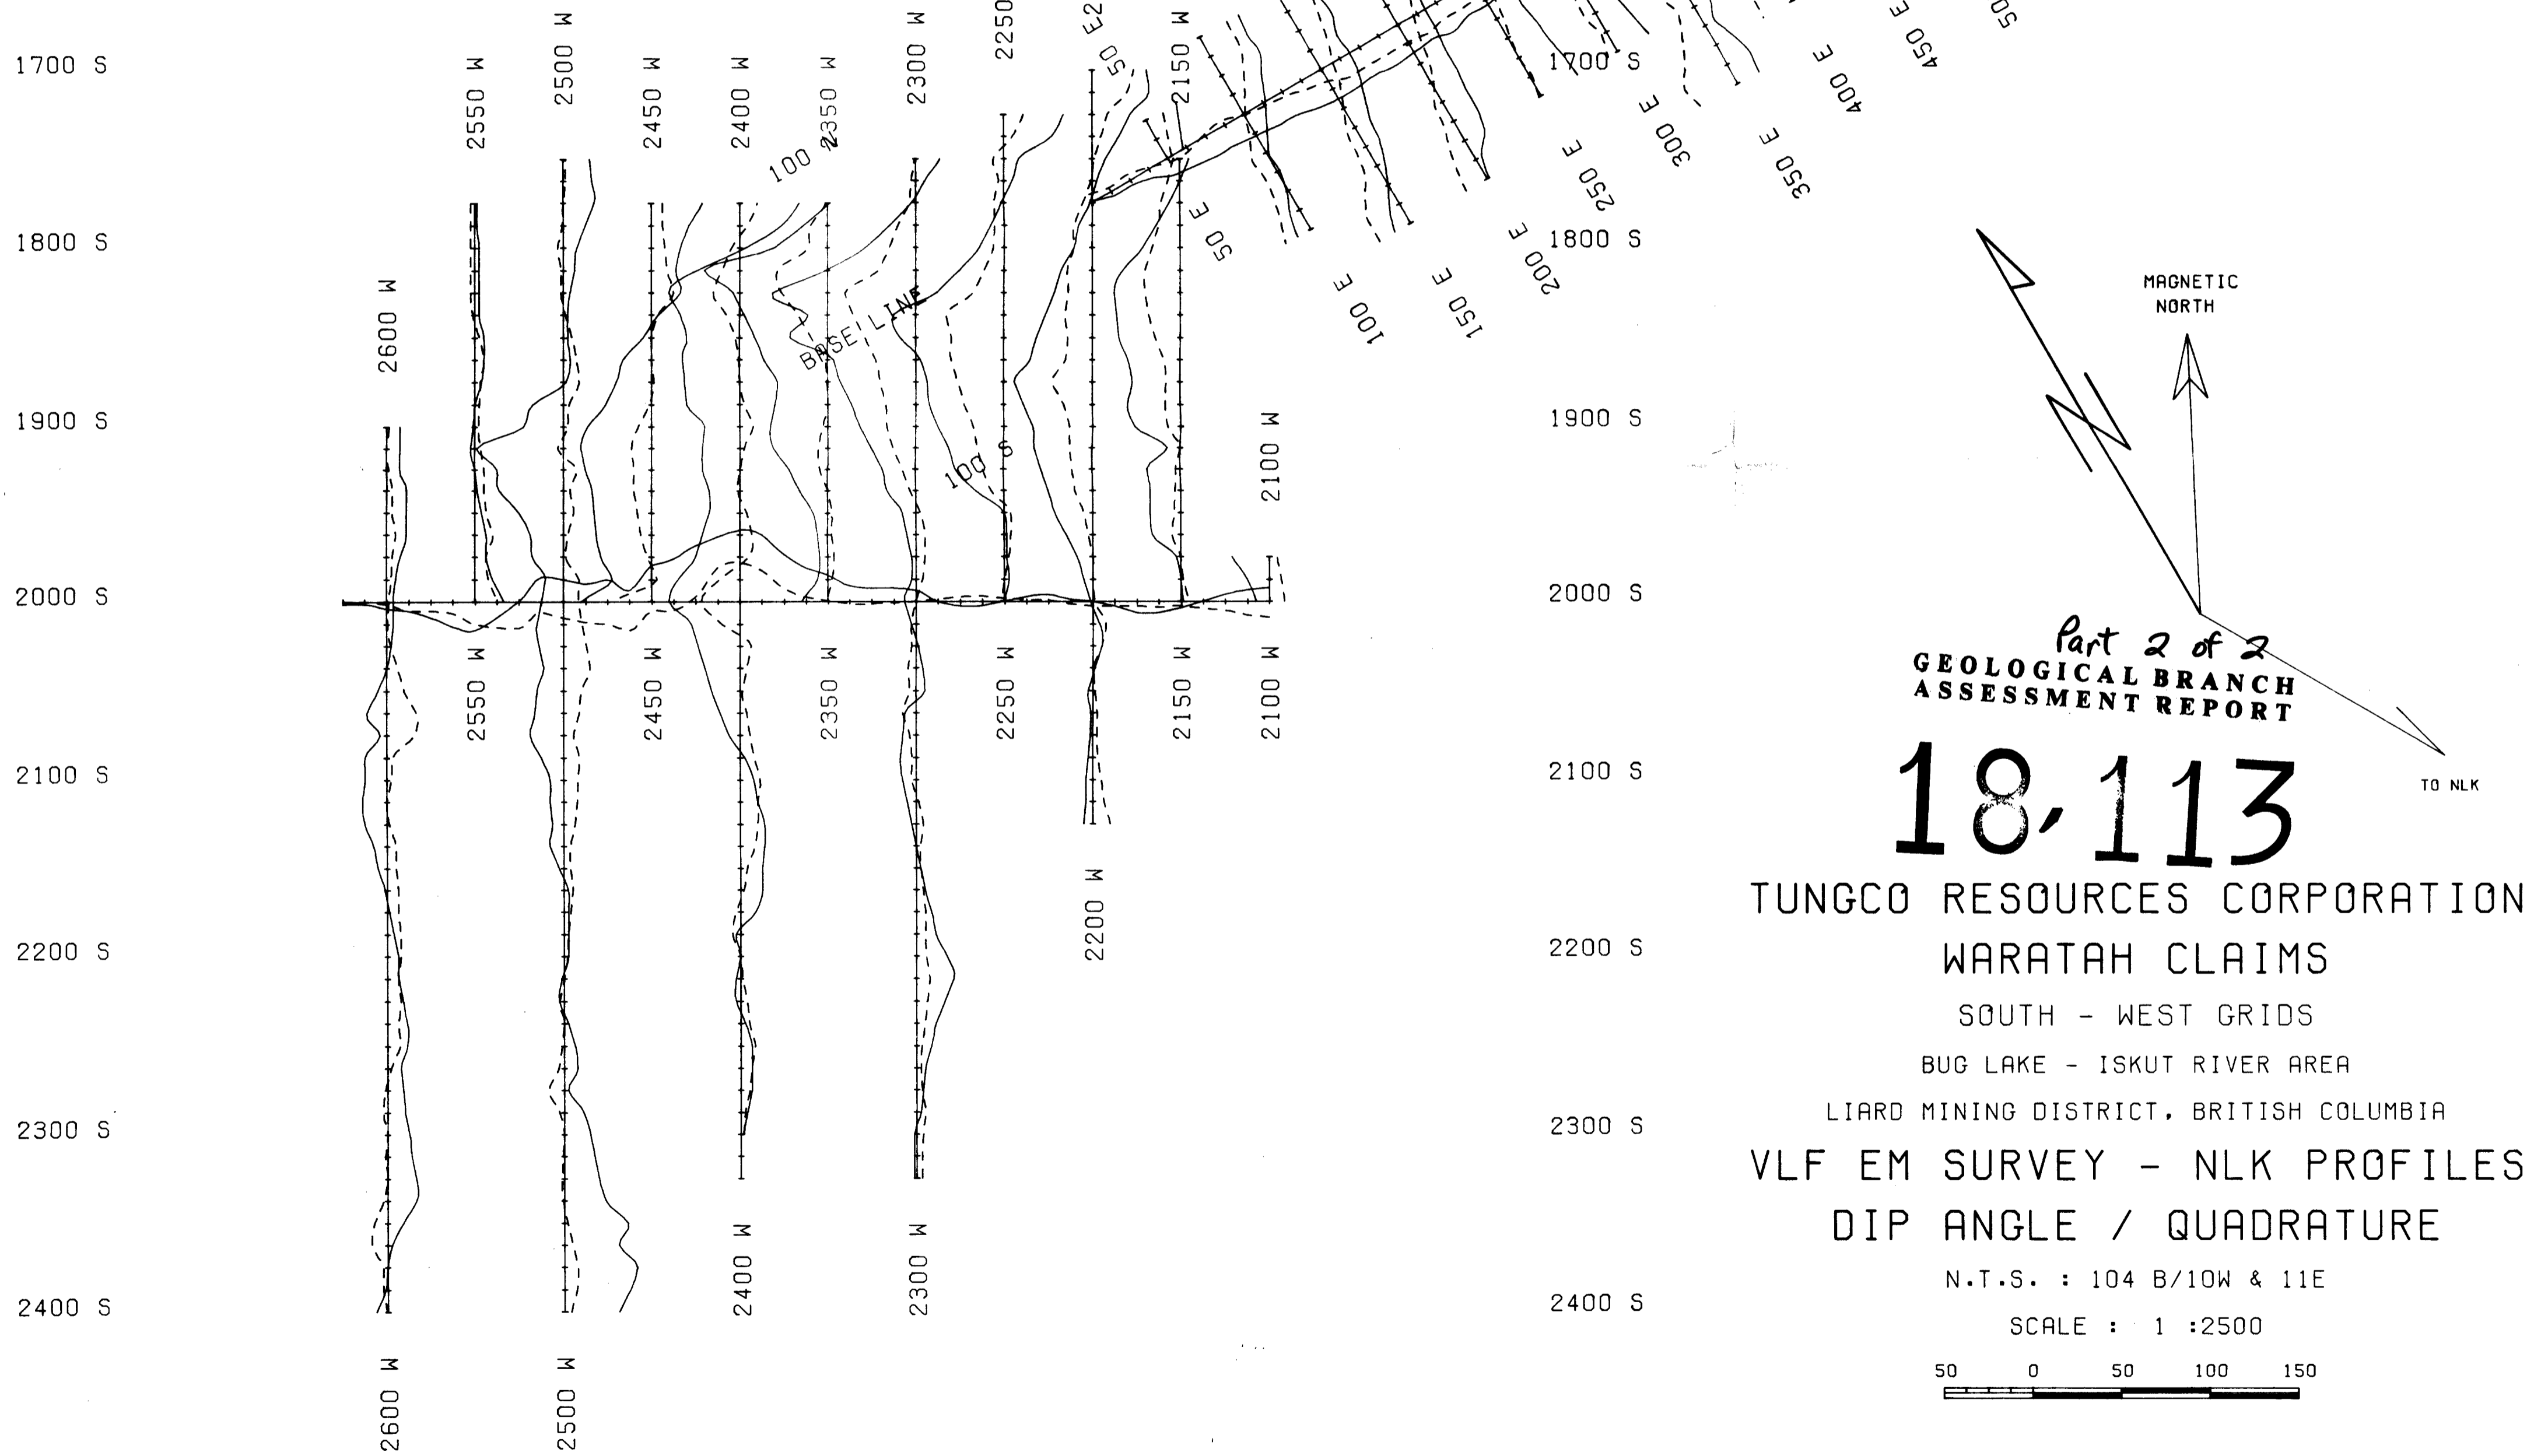 1700 S
1800 S
1900 S
2000 S
2100 S
2200 S
2300 S
2400 S
2600 W
2550 W
2500 W
2450 W
2400 W
2350 W
2300 W
2250
2150 W
2100 W
100 N
BASE LINE
100 S
2550 W
2450 W
2350 W
2250 W
2150 W
2100 W
2200 W
2400 W
2300 W
2600 W
2500 W
50 E
50 E
100 E
150 E
200 E
250 E
300 E
350 E
400 E
450 E
50
1700 S
1800 S
1900 S
2000 S
2100 S
2200 S
2300 S
2400 S
MAGNETIC
NORTH
TO NLK
Part 2 of 2
GEOLOGICAL BRANCH
ASSESSMENT REPORT
18,113
TUNGCO RESOURCES CORPORATION
WARATAH CLAIMS
SOUTH - WEST GRIDS
BUG LAKE - ISKUT RIVER AREA
LIARD MINING DISTRICT, BRITISH COLUMBIA
VLF EM SURVEY - NLK PROFILES
DIP ANGLE / QUADRATURE
N.T.S. : 104 B/10W & 11E
SCALE : 1 :2500
50 0 50 100 150